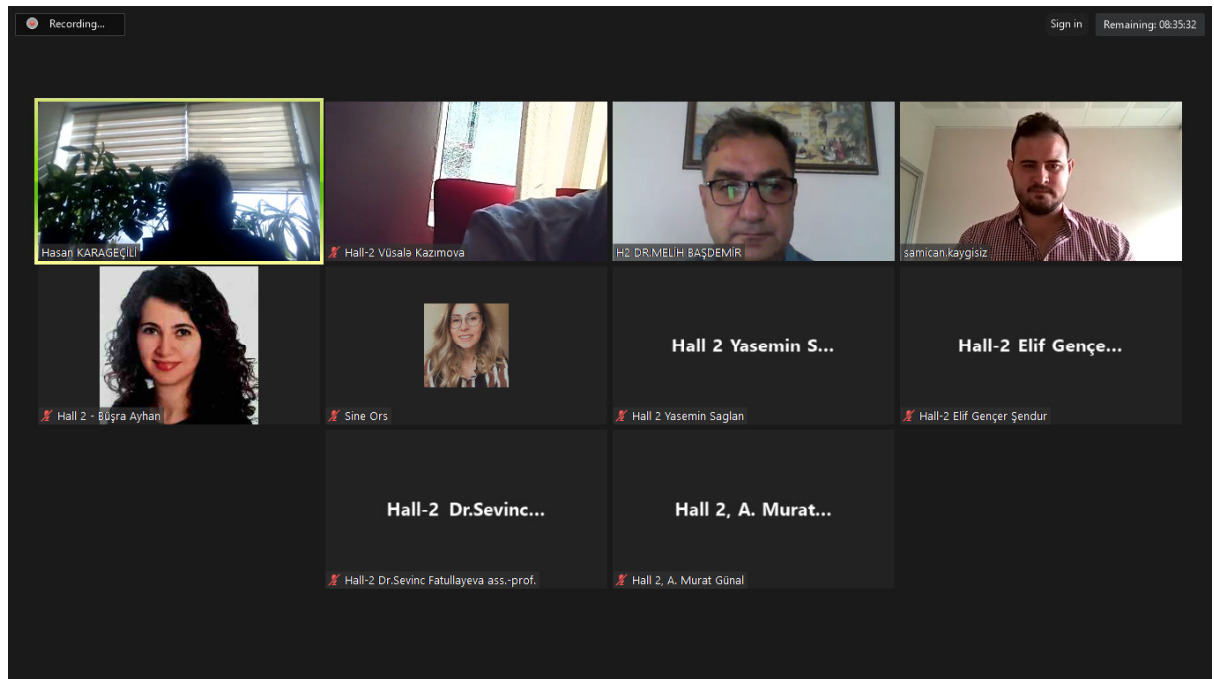 Recording...
Sign in
Remaining: 08:35:32
Hasan KARAGEÇİLİ
Hall-2 Vüsalə Kazımova
H2 DR.MELİH BAŞDEMİR
samican.kaygisiz
Hall 2 - Büşra Ayhan
Sine Ors
Hall 2 Yasemin S...
Hall 2 Yasemin Saglan
Hall-2 Elif Gençe...
Hall-2 Elif Gençer Şendur
Hall-2 Dr.Sevinc...
Hall-2 Dr.Sevinc Fatullayeva ass.-prof.
Hall 2, A. Murat...
Hall 2, A. Murat Günal